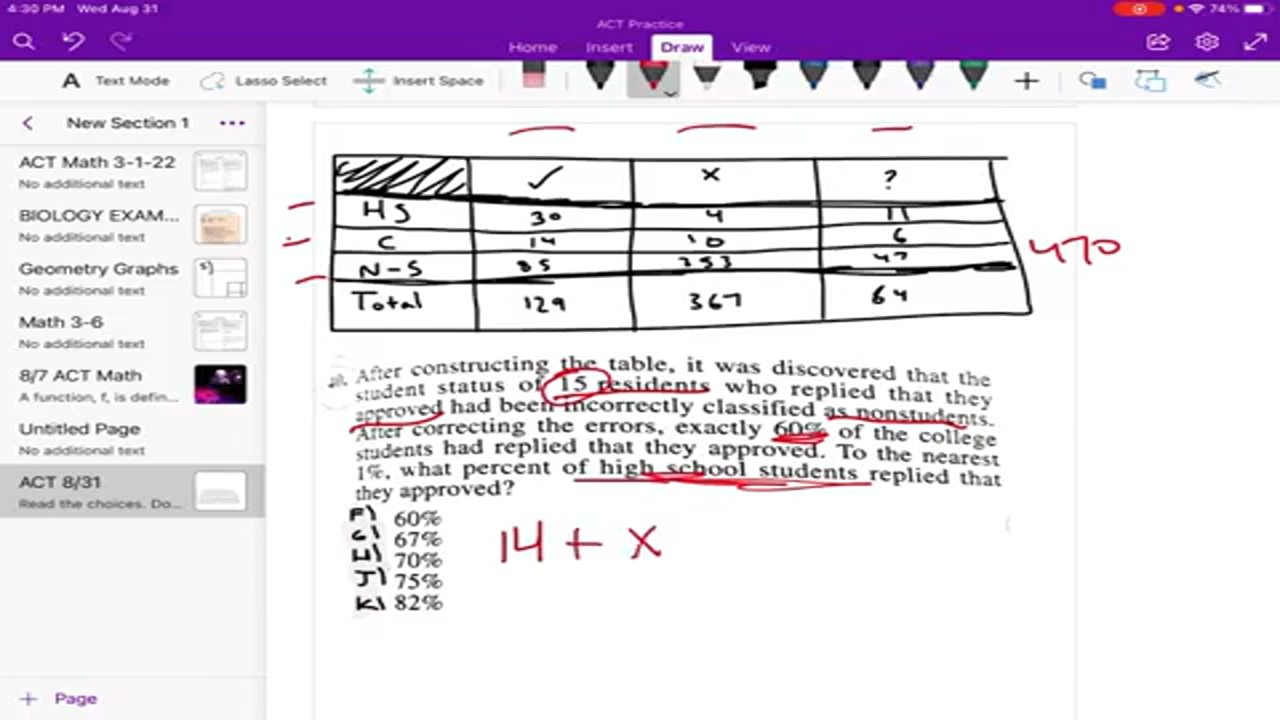 4:30 PM Wed Aug 31
74%
ACT Practice
Home Insert Draw View
A Text Mode Lasso Select Insert Space
New Section 1
ACT Math 3-1-22
No additional text
BIOLOGY EXAM...
No additional text
Geometry Graphs
No additional text
Math 3-6
No additional text
8/7 ACT Math
A function, f, is defin...
Untitled Page
No additional text
ACT 8/31
Read the choices. Do...
+ Page
✓ x ?
HS 30 4 11
C 14 10 6
N-S 85 353 47
Total 129 367 64
470
After constructing the table, it was discovered that the
student status of 15 residents who replied that they
approved had been incorrectly classified as nonstudents.
After correcting the errors, exactly 60% of the college
students had replied that they approved. To the nearest
1%, what percent of high school students replied that
they approved?
F) 60%
G) 67%
H) 70%
J) 75%
K) 82%
14 + x